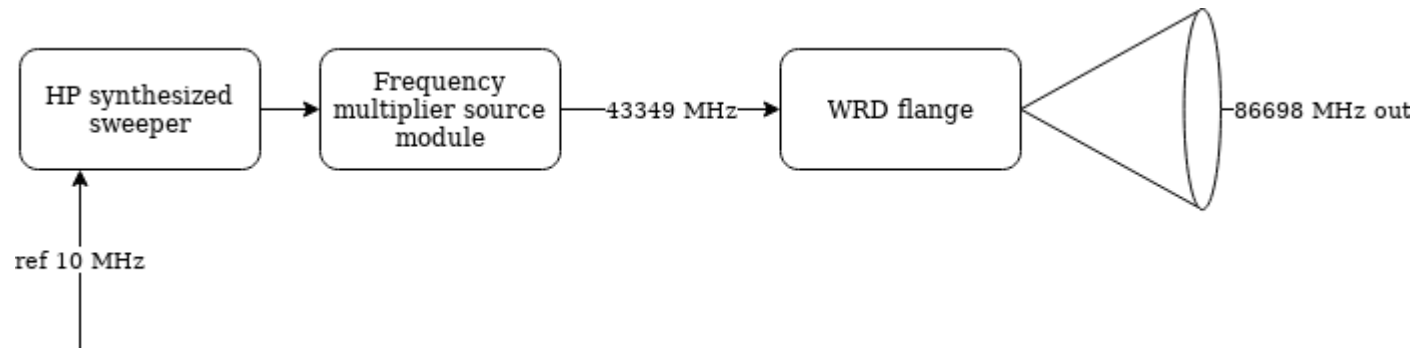 HP synthesized
sweeper
Frequency
multiplier source
module
43349 MHz
WRD flange
86698 MHz out
ref 10 MHz